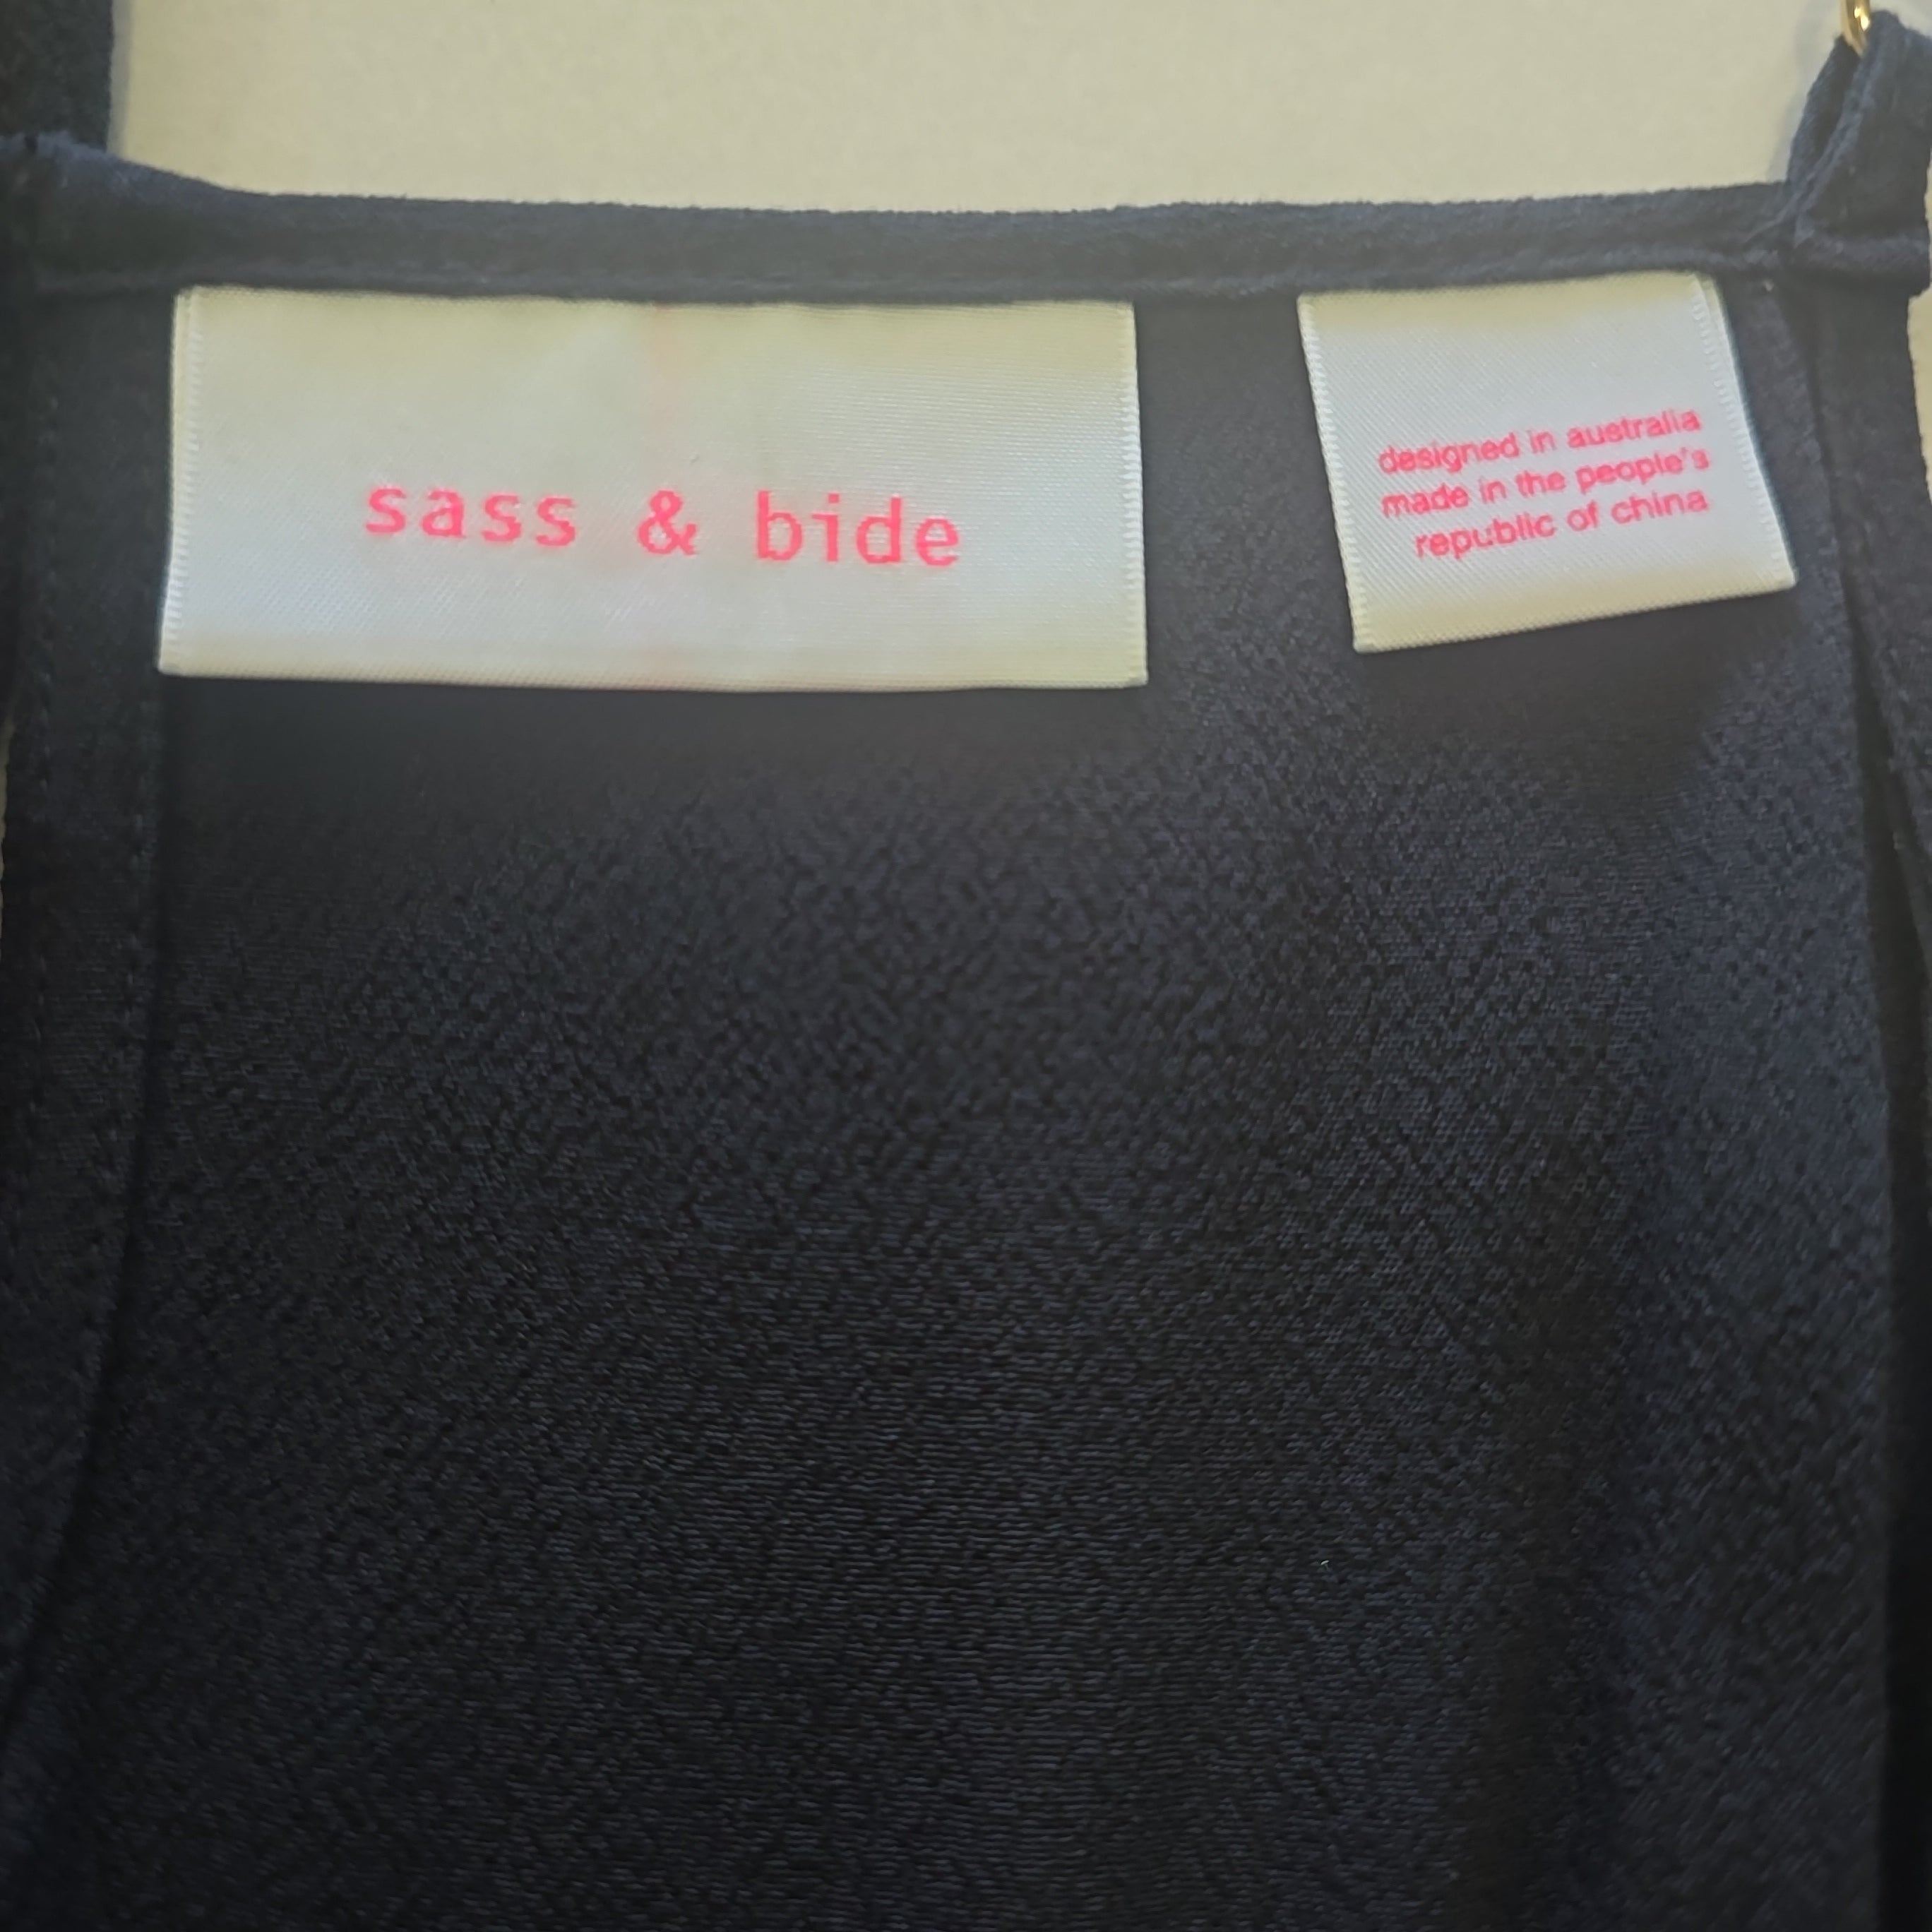 sass & bide
designed in australia
made in the people's
republic of china